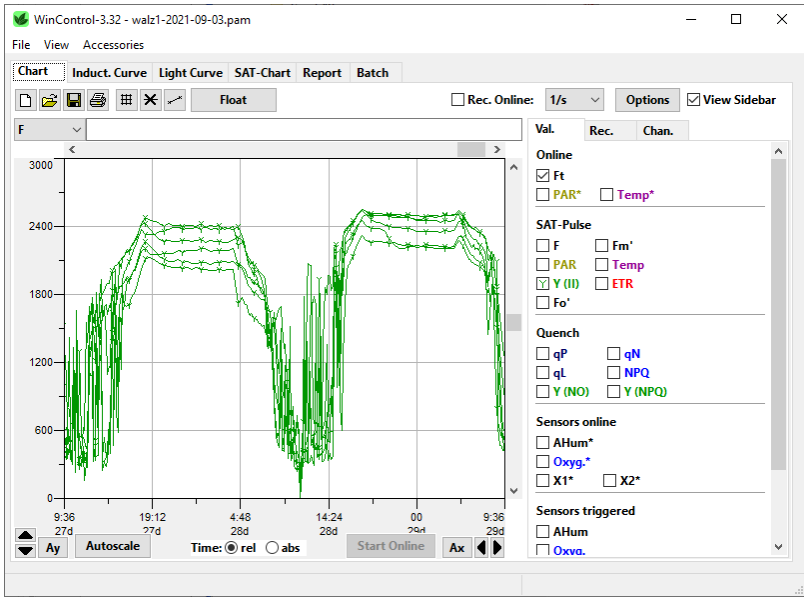 WinControl-3.32 - walz1-2021-09-03.pam
File View Accessories
Chart Induct. Curve Light Curve SAT-Chart Report Batch
Float Rec. Online: 1/s Options View Sidebar
F
Val. Rec. Chan.
Online
Ft
PAR* Temp*
SAT-Pulse
F Fm'
PAR Temp
Y (II) ETR
Fo'
Quench
qP qN
qL NPQ
Y (NO) Y (NPQ)
Sensors online
AHum*
Oxyg.*
X1* X2*
Sensors triggered
AHum
Oxyg.
3000
2400
1800
1200
600
0
9:36 19:12 4:48 14:24 00 9:36
27d 27d 28d 28d 29d 29d
Ay Autoscale Time: rel abs Start Online Ax